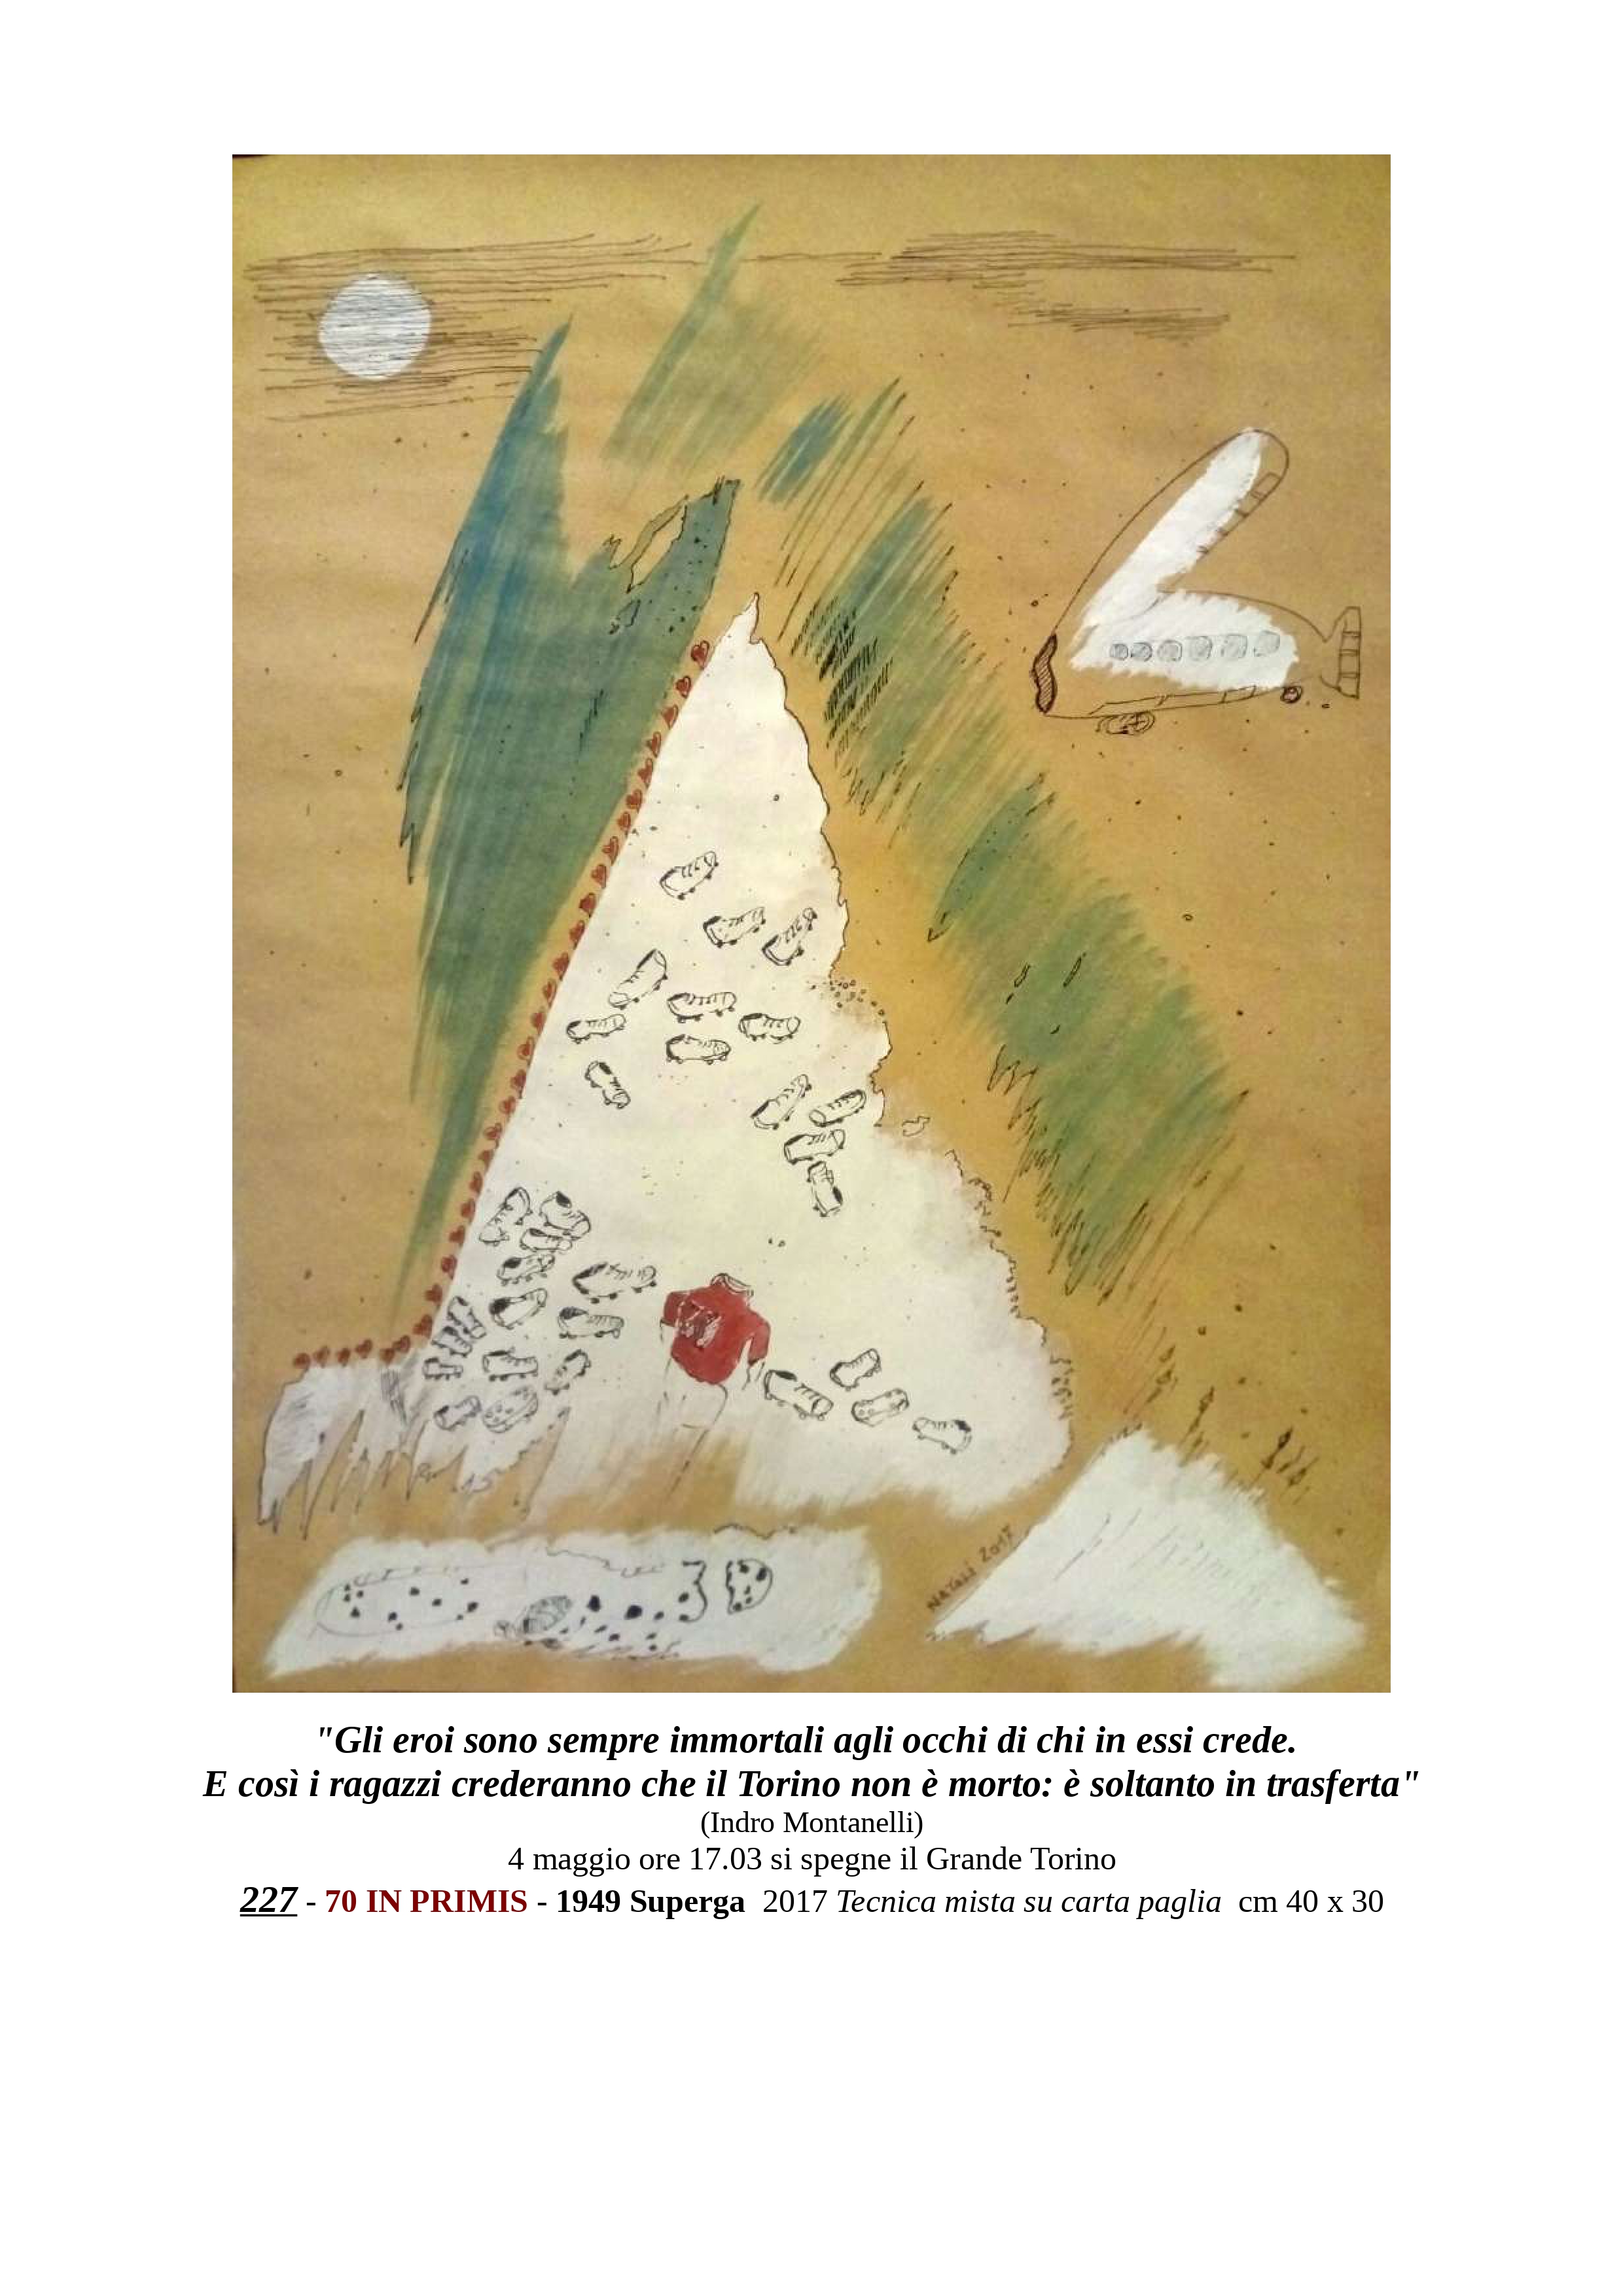 NATALI 2017
"Gli eroi sono sempre immortali agli occhi di chi in essi crede.
E così i ragazzi crederanno che il Torino non è morto: è soltanto in trasferta"
(Indro Montanelli)
4 maggio ore 17.03 si spegne il Grande Torino
227 - 70 IN PRIMIS - 1949 Superga 2017 Tecnica mista su carta paglia cm 40 x 30